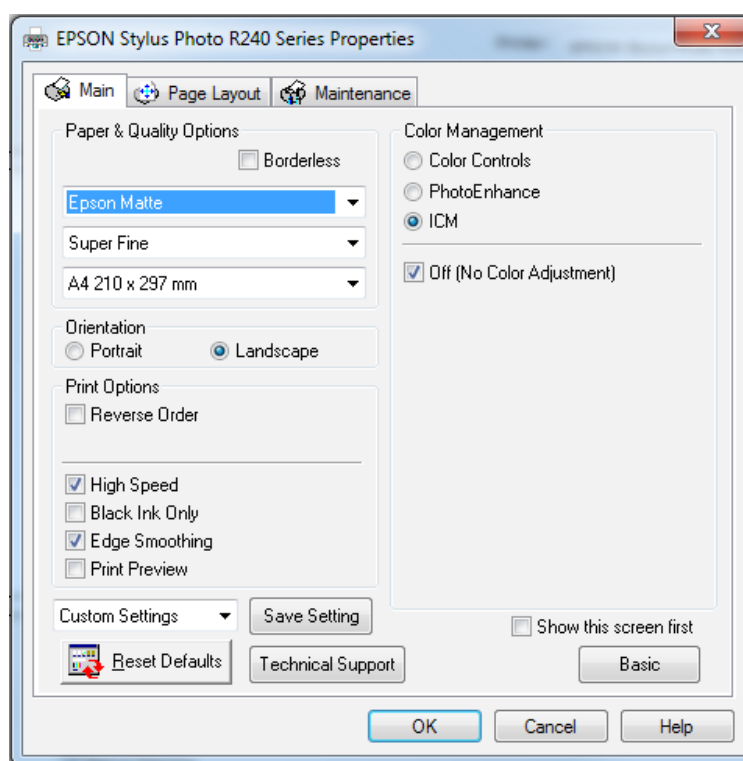 EPSON Stylus Photo R240 Series Properties
Main
Page Layout
Maintenance
Paper & Quality Options
Borderless
Epson Matte
Super Fine
A4 210 x 297 mm
Orientation
Portrait
Landscape
Print Options
Reverse Order
High Speed
Black Ink Only
Edge Smoothing
Print Preview
Color Management
Color Controls
PhotoEnhance
ICM
Off (No Color Adjustment)
Custom Settings
Save Setting
Show this screen first
Reset Defaults
Technical Support
Basic
OK
Cancel
Help